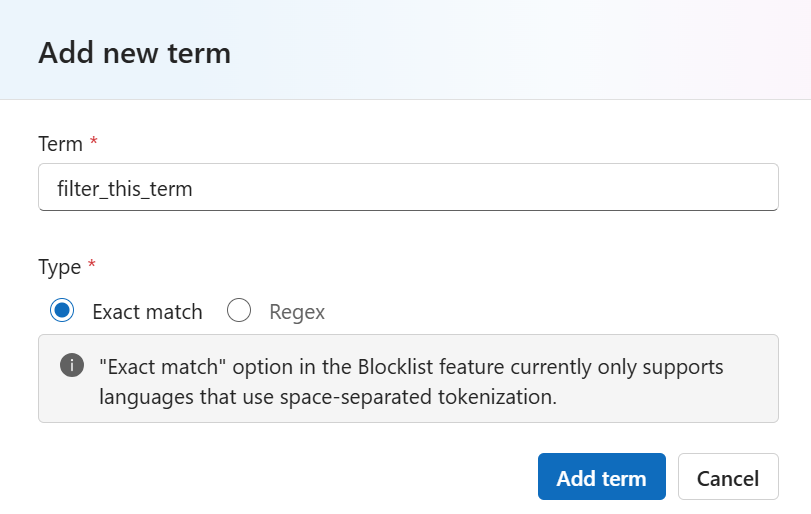 Add new term
Term *
filter_this_term
Type *
Exact match Regex
"Exact match" option in the Blocklist feature currently only supports
languages that use space-separated tokenization.
Add term Cancel